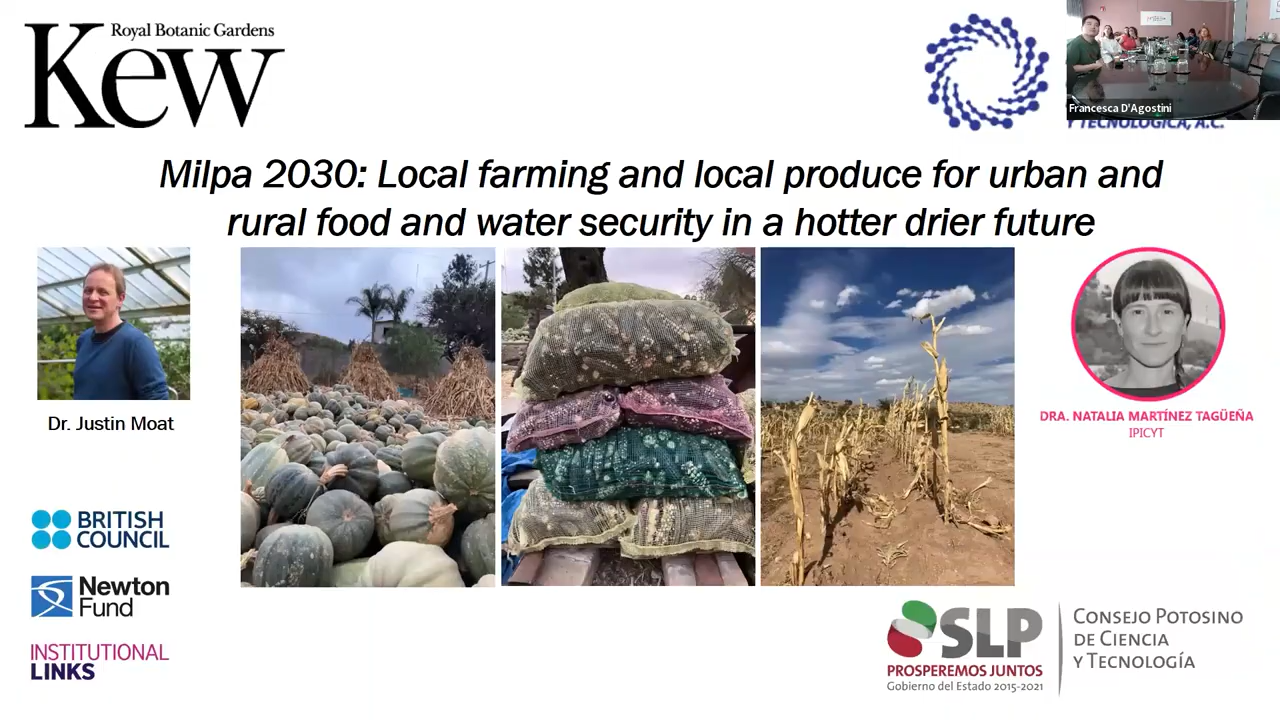 Royal Botanic Gardens
Kew
Francesca D'Agostini
Y TECNOLÓGICA, A.C.
Milpa 2030: Local farming and local produce for urban and
rural food and water security in a hotter drier future
Dr. Justin Moat
DRA. NATALIA MARTÍNEZ TAGÜEÑA
IPICYT
BRITISH
COUNCIL
Newton
Fund
INSTITUTIONAL
LINKS
SLP
PROSPEREMOS JUNTOS
Gobierno del Estado 2015-2021
CONSEJO POTOSINO
DE CIENCIA
Y TECNOLOGÍA